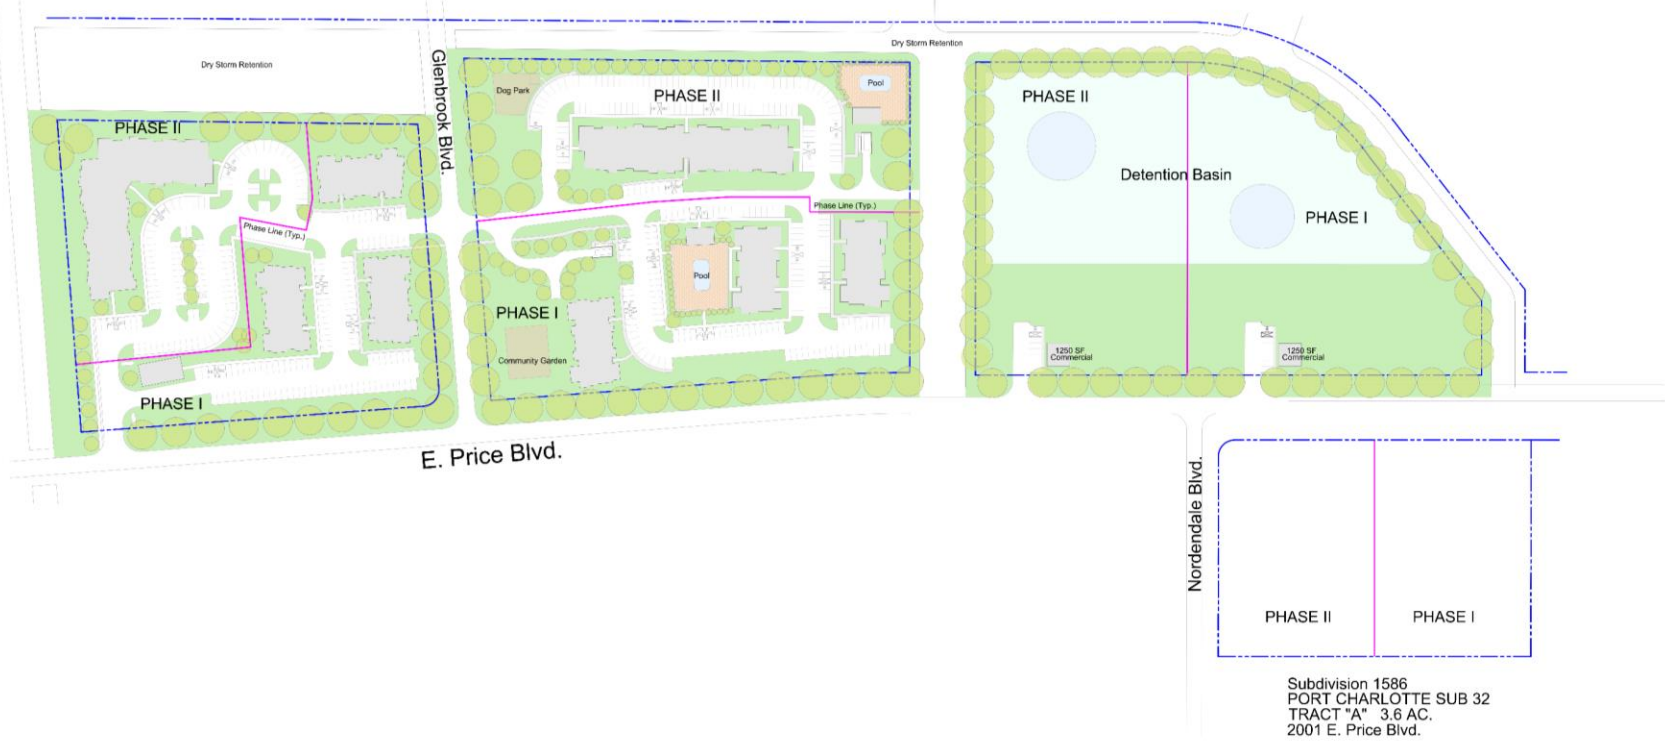 Dry Storm Retention
Dry Storm Retention
Glenbrook Blvd.
PHASE II
Dog Park
PHASE II
Pool
PHASE II
Detention Basin
PHASE I
Phase Line (Typ.)
Phase Line (Typ.)
Pool
PHASE I
Community Garden
1250 SF
Commercial
1250 SF
Commercial
PHASE I
E. Price Blvd.
Nordendale Blvd.
PHASE II
PHASE I
Subdivision 1586
PORT CHARLOTTE SUB 32
TRACT "A" 3.6 AC.
2001 E. Price Blvd.